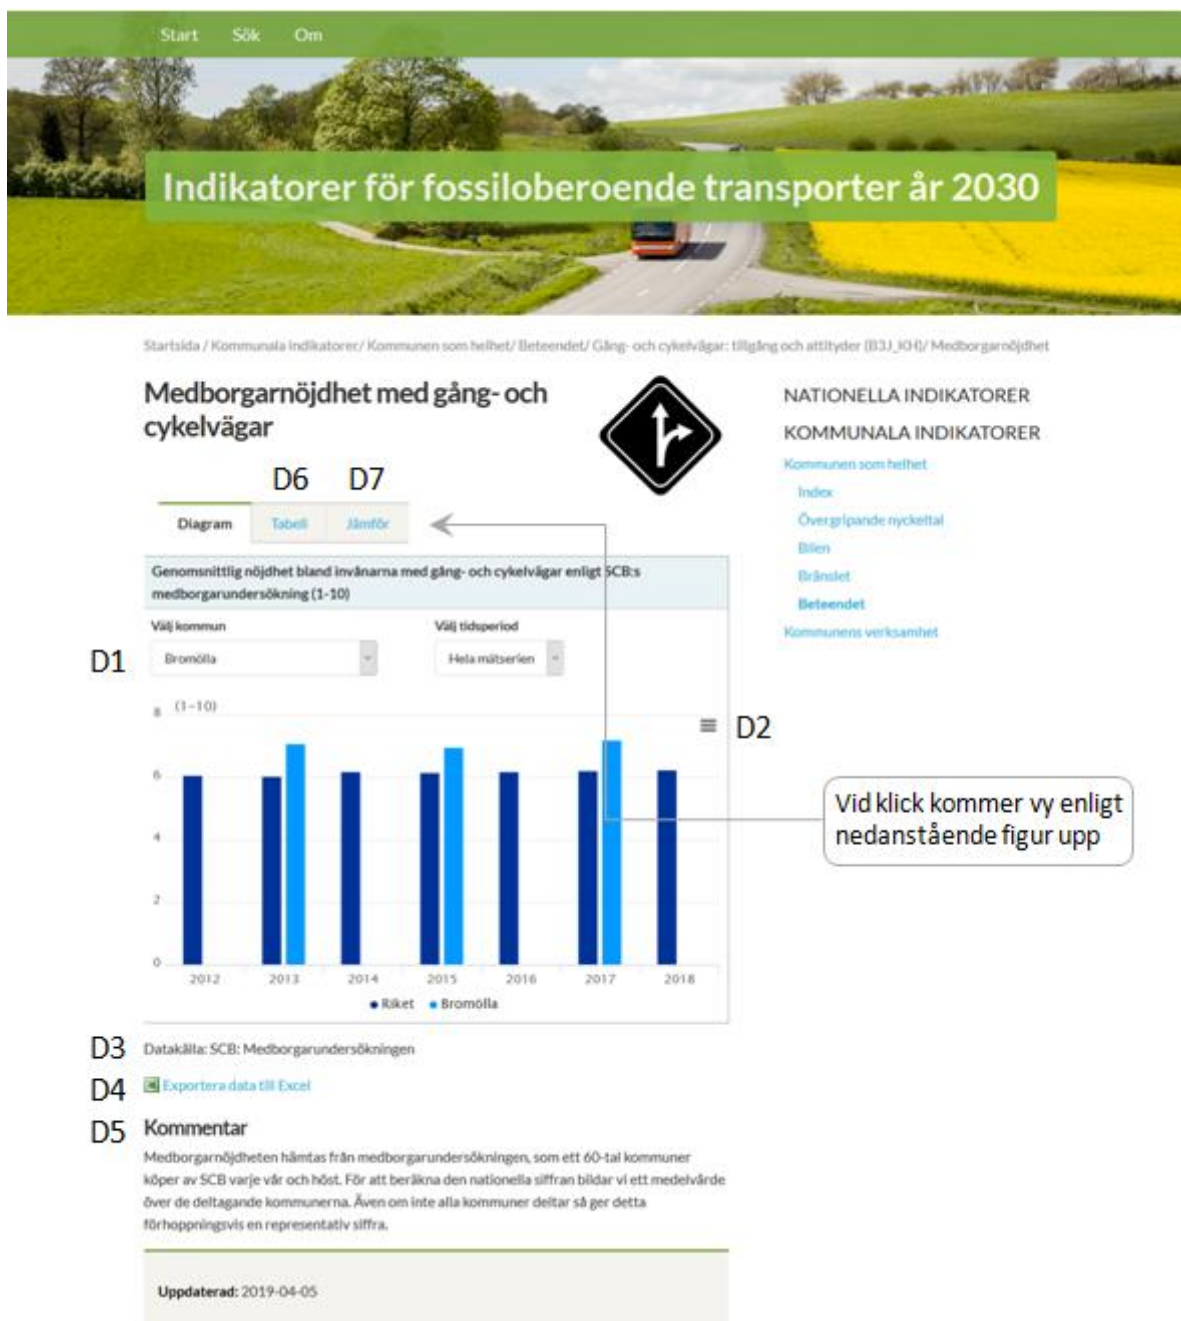 Start Sök Om
Indikatorer för fossiloberoende transporter år 2030
Startsida / Kommunala indikatorer/ Kommunen som helhet/ Beteendet/ Gång- och cykelvägar: tillgång och attityder (B3J_KH)/ Medborgarnöjdhet
Medborgarnöjdhet med gång- och
cykelvägar
NATIONELLA INDIKATORER
KOMMUNALA INDIKATORER
Kommunen som helhet
Index
Övergripande nyckeltal
Bilen
Bränslet
Beteendet
Kommunens verksamhet
D6 D7
Diagram Tabell Jämför
Genomsnittlig nöjdhet bland invånarna med gång- och cykelvägar enligt SCB:s
medborgarundersökning (1-10)
Välj kommun Välj tidsperiod
D1 Bromölla Hela mätserien
8 (1-10)
D2
6
4
2
0
Vid klick kommer vy enligt
nedanstående figur upp
2012 2013 2014 2015 2016 2017 2018
Riket Bromölla
D3 Datakälla: SCB: Medborgarundersökningen
D4 Exportera data till Excel
D5 Kommentar
Medborgarnöjdheten hämtas från medborgarundersökningen, som ett 60-tal kommuner
köper av SCB varje vår och höst. För att beräkna den nationella siffran bildar vi ett medelvärde
över de deltagande kommunerna. Även om inte alla kommuner deltar så ger detta
förhoppningsvis en representativ siffra.
Uppdaterad: 2019-04-05